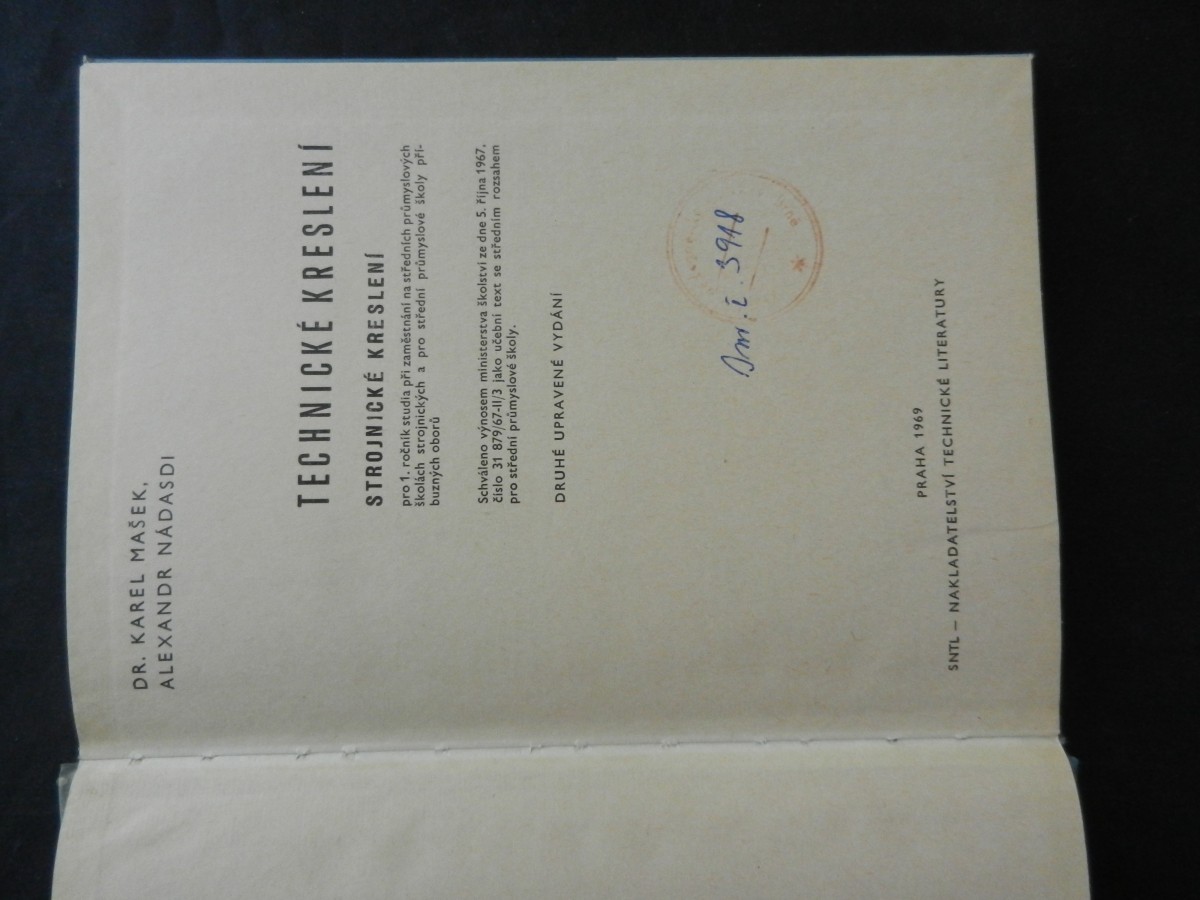 DR. KAREL MAŠEK,
ALEXANDR NÁDASDI
TECHNICKÉ KRESLENÍ
STROJNICKÉ KRESLENÍ
pro 1. ročník studia při zaměstnání na středních průmyslových
školách strojnických a pro střední průmyslové školy pří-
buzných oborů
Schváleno výnosem ministerstva školství ze dne 5. října 1967,
číslo 31 879/67-II/3 jako učební text se středním rozsahem
pro střední průmyslové školy.
DRUHÉ UPRAVENÉ VYDÁNÍ
3948
PRAHA 1969
SNTL — NAKLADATELSTVÍ TECHNICKÉ LITERATURY